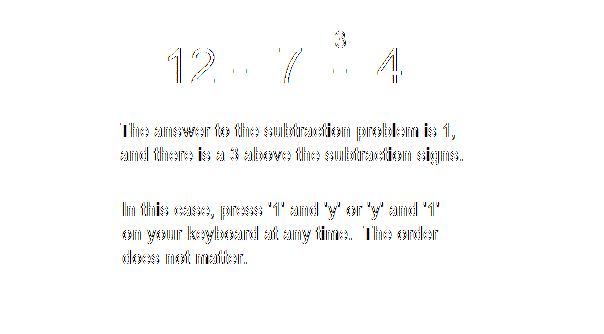 3
12 - 7 - 4
The answer to the subtraction problem is 1,
and there is a 3 above the subtraction signs.
In this case, press '1' and 'y' or 'y' and '1'
on your keyboard at any time. The order
does not matter.